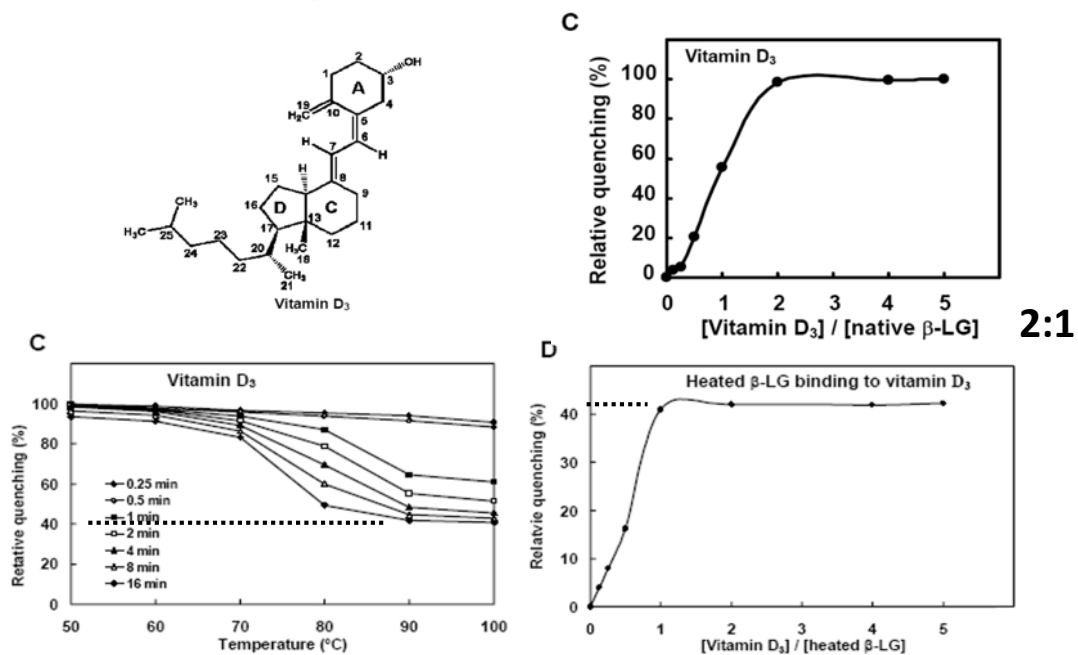 2
1
3
OH
A
19
4
10
H₂C
5
6
H
7
H
H
8
15
9
16
D
C
13
11
17
12
CH₃
H₃C
18
H₃C
25
23
20
24
22
CH₃
21
Vitamin D₃
C
Vitamin D₃
Relative quenching (%)
100
80
60
40
20
0
0 1 2 3 4 5
[Vitamin D₃] / [native β-LG]
2:1
C
Vitamin D₃
Retative quenching (%)
100
80
60
40
20
0
0.25 min
0.5 min
1 min
2 min
4 min
8 min
16 min
50 60 70 80 90 100
Temperature (°C)
D
Heated β-LG binding to vitamin D₃
Relatvie quenching (%)
40
30
20
10
0
0 1 2 3 4 5
[Vitamin D₃] / [heated β-LG]